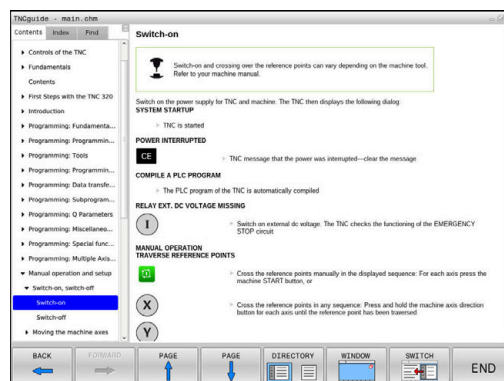 TNCguide - main.chm
Contents Index Find
Controls of the TNC
Fundamentals
Contents
First Steps with the TNC 320
Introduction
Programming: Fundamenta...
Programming: Programmin...
Programming: Tools
Programming: Programmin...
Programming: Data transfe...
Programming: Subprogram...
Programming: Q Parameters
Programming: Miscellaneo...
Programming: Special func...
Programming: Multiple Axis...
Manual operation and setup
Switch-on, switch-off
Switch-on
Switch-off
Moving the machine axes
Switch-on
Switch-on and crossing over the reference points can vary depending on the machine tool.
Refer to your machine manual.
Switch on the power supply for TNC and machine. The TNC then displays the following dialog:
SYSTEM STARTUP
TNC is started
POWER INTERRUPTED
CE
TNC message that the power was interrupted—clear the message
COMPILE A PLC PROGRAM
The PLC program of the TNC is automatically compiled
RELAY EXT. DC VOLTAGE MISSING
I
Switch on external dc voltage. The TNC checks the functioning of the EMERGENCY
STOP circuit
MANUAL OPERATION
TRAVERSE REFERENCE POINTS
Cross the reference points manually in the displayed sequence: For each axis press the
machine START button, or
X
Cross the reference points in any sequence: Press and hold the machine axis direction
button for each axis until the reference point has been traversed
Y
BACK FORWARD PAGE PAGE DIRECTORY WINDOW SWITCH END